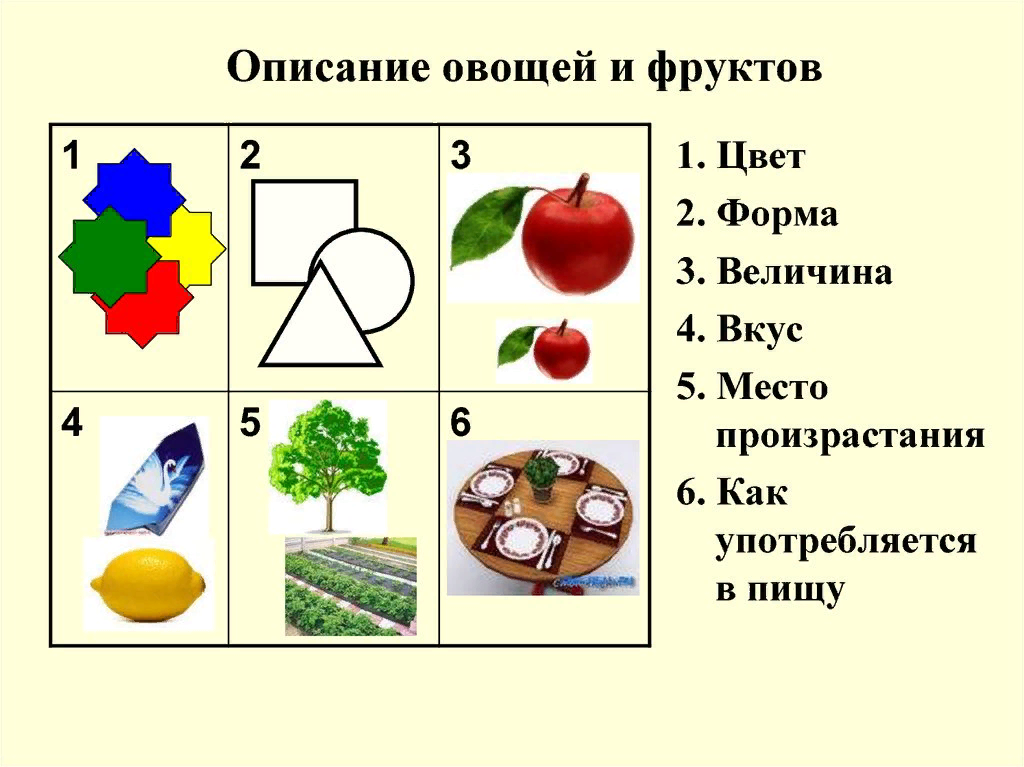 Описание овощей и фруктов
1
2
3
4
5
6
1. Цвет
2. Форма
3. Величина
4. Вкус
5. Место
произрастания
6. Как
употребляется
в пищу